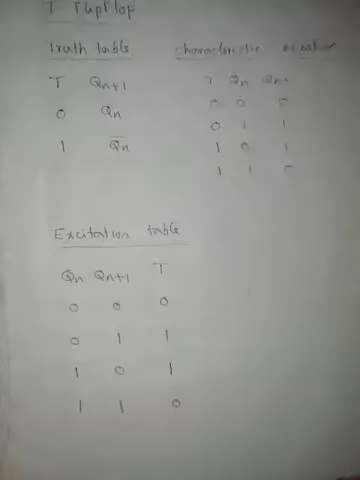 T FlipFlop
Truth table
T Qn+1
0 Qn
1 Q̅n
characteristic
T Qn Qn+1
0 0 0
0 1 1
1 0 1
1 1 0
Excitation table
Qn Qn+1 T
0 0 0
0 1 1
1 0 1
1 1 0